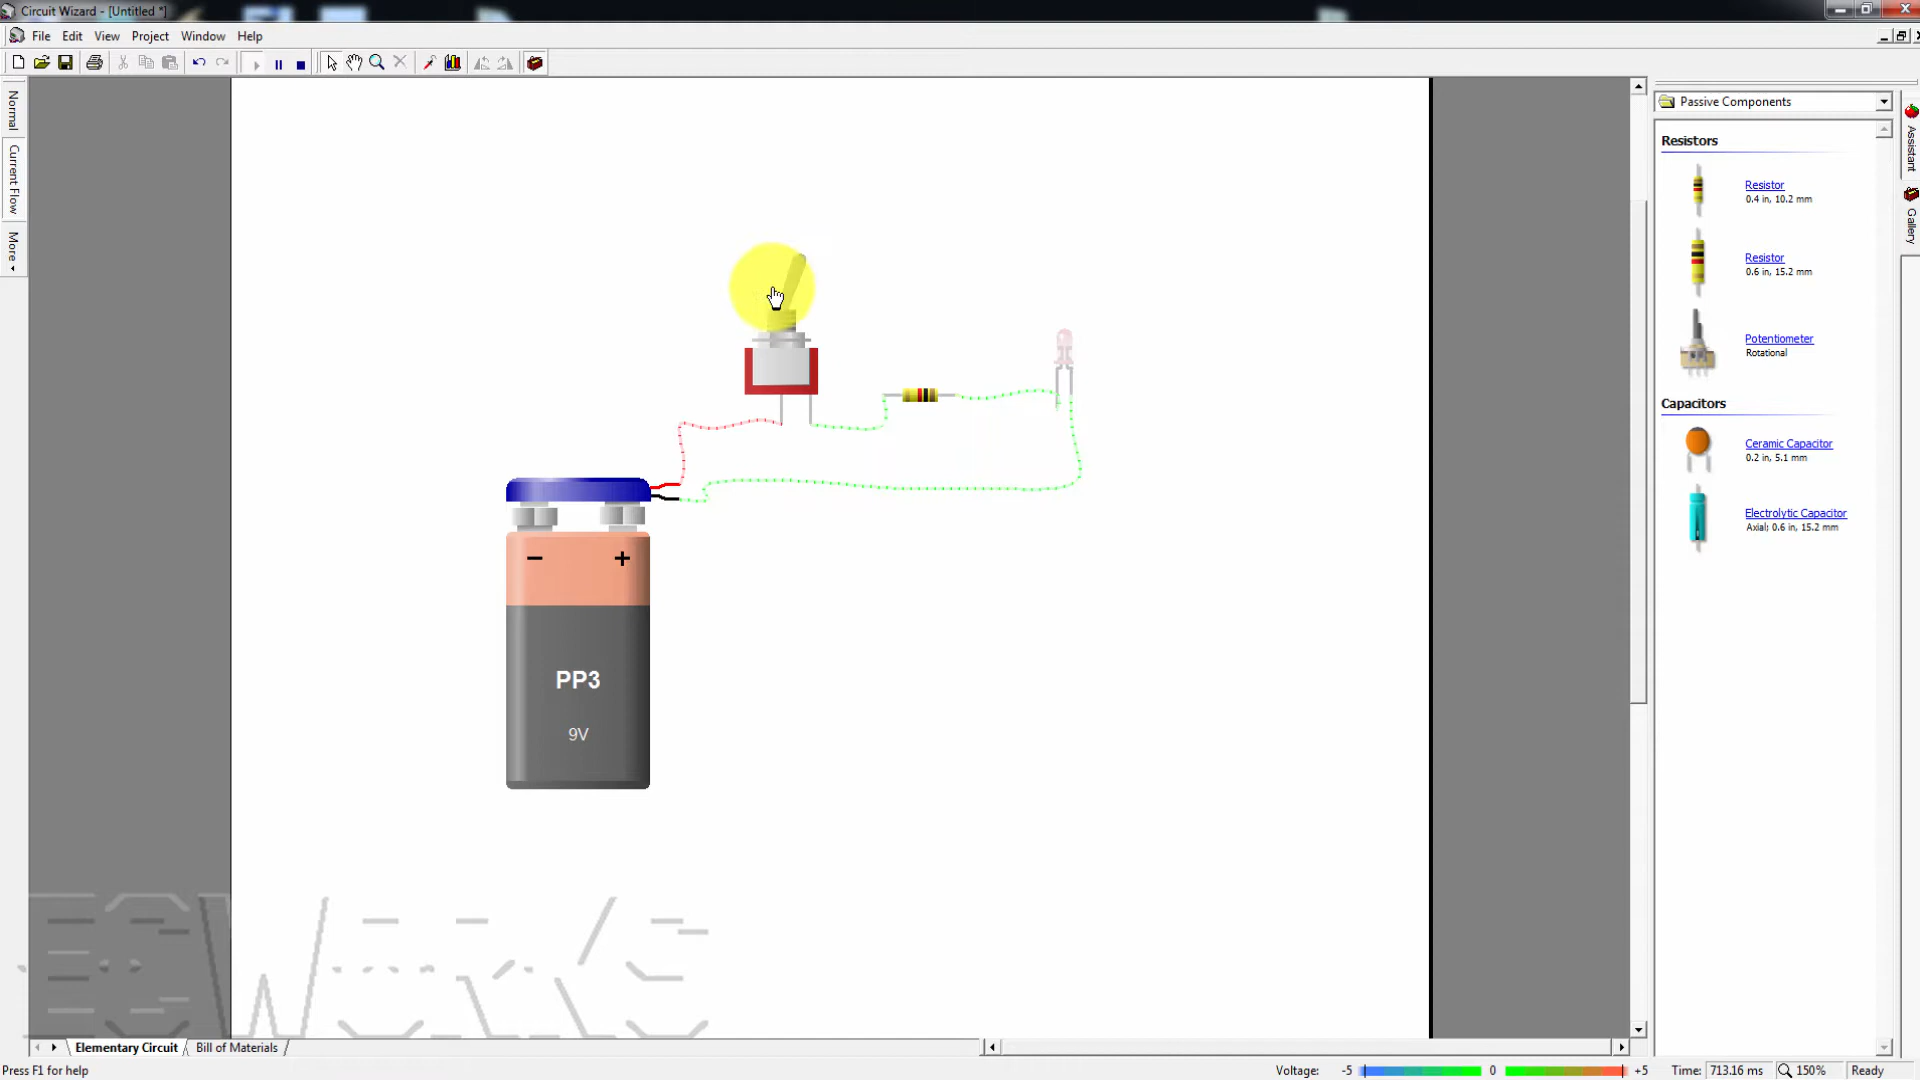 Circuit Wizard - [Untitled *]
File Edit View Project Window Help
Normal
Current Flow
More
Passive Components
Resistors
Resistor
0.4 in, 10.2 mm
Resistor
0.6 in, 15.2 mm
Potentiometer
Rotational
Capacitors
Ceramic Capacitor
0.2 in, 5.1 mm
Electrolytic Capacitor
Axial; 0.6 in, 15.2 mm
Assistant
Gallery
− +
PP3
9V
Elementary Circuit Bill of Materials
Press F1 for help
Voltage: -5 0 +5 Time: 713.16 ms 150% Ready